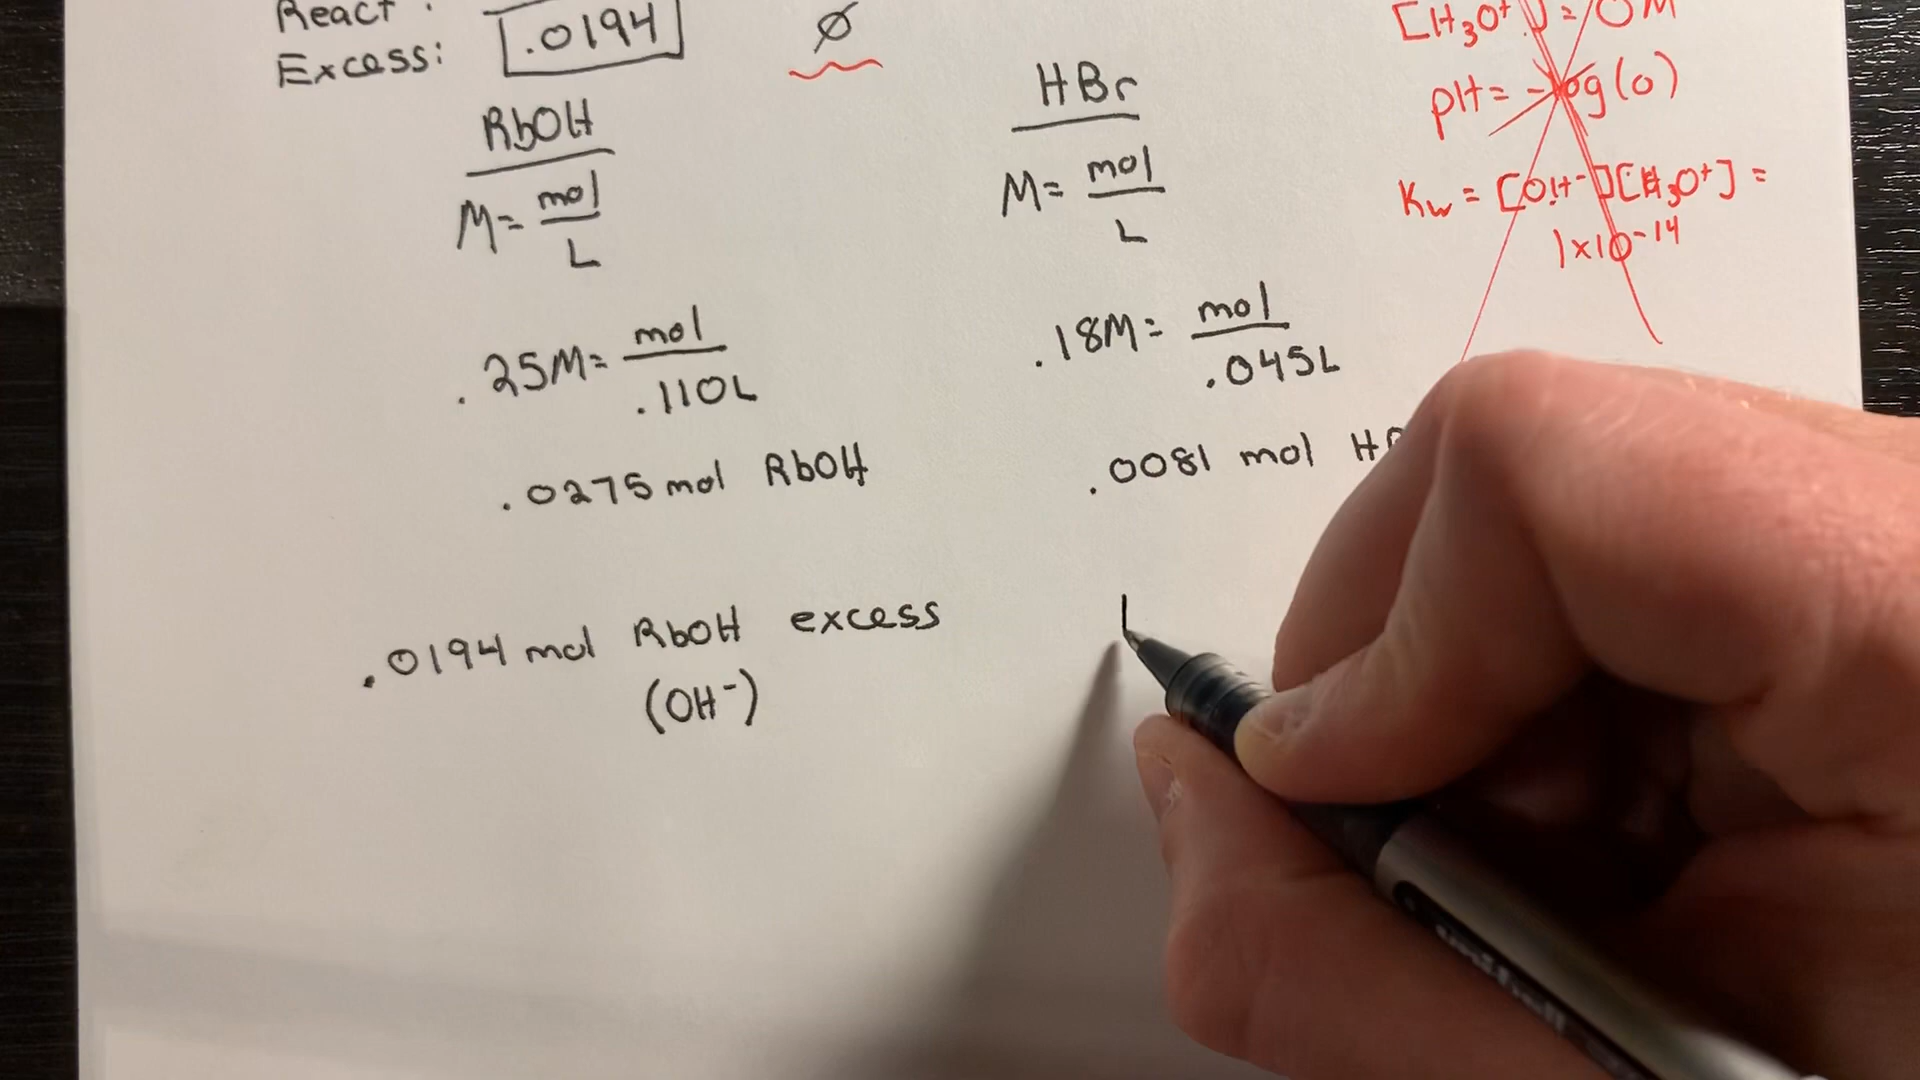 React :
Excess: .0194 Ø
RbOH
M = mol / L
.25M = mol / .110L
.0275 mol RbOH
.0194 mol RbOH excess
(OH⁻)
HBr
M = mol / L
.18M = mol / .045L
.0081 mol
[H₃O⁺] = 0 M
pH = -log(0)
Kw = [OH⁻][H₃O⁺] =
1x10⁻¹⁴